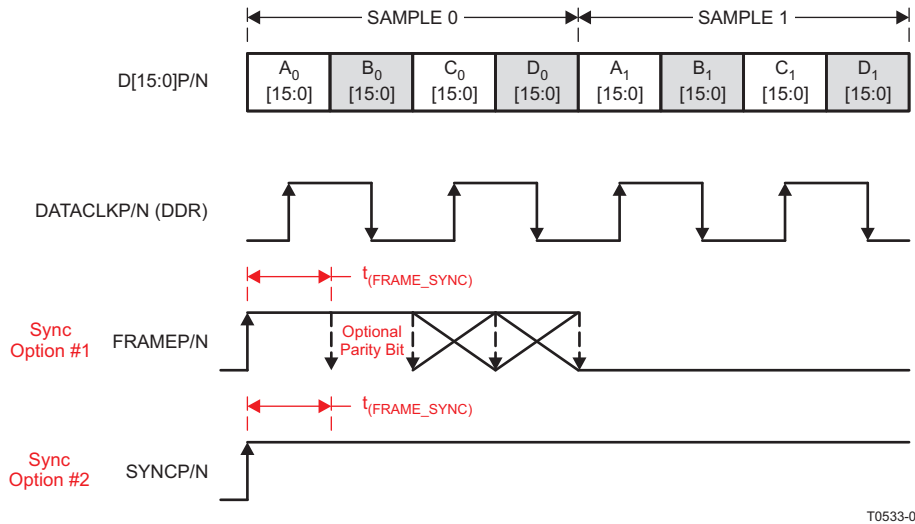 SAMPLE 0 SAMPLE 1
D[15:0]P/N
A0 B0 C0 D0 A1 B1 C1 D1
[15:0] [15:0] [15:0] [15:0] [15:0] [15:0] [15:0] [15:0]
DATACLKP/N (DDR)
t(FRAME_SYNC)
Sync
Option #1
FRAMEP/N
Optional
Parity Bit
t(FRAME_SYNC)
Sync
Option #2
SYNCP/N
T0533-0